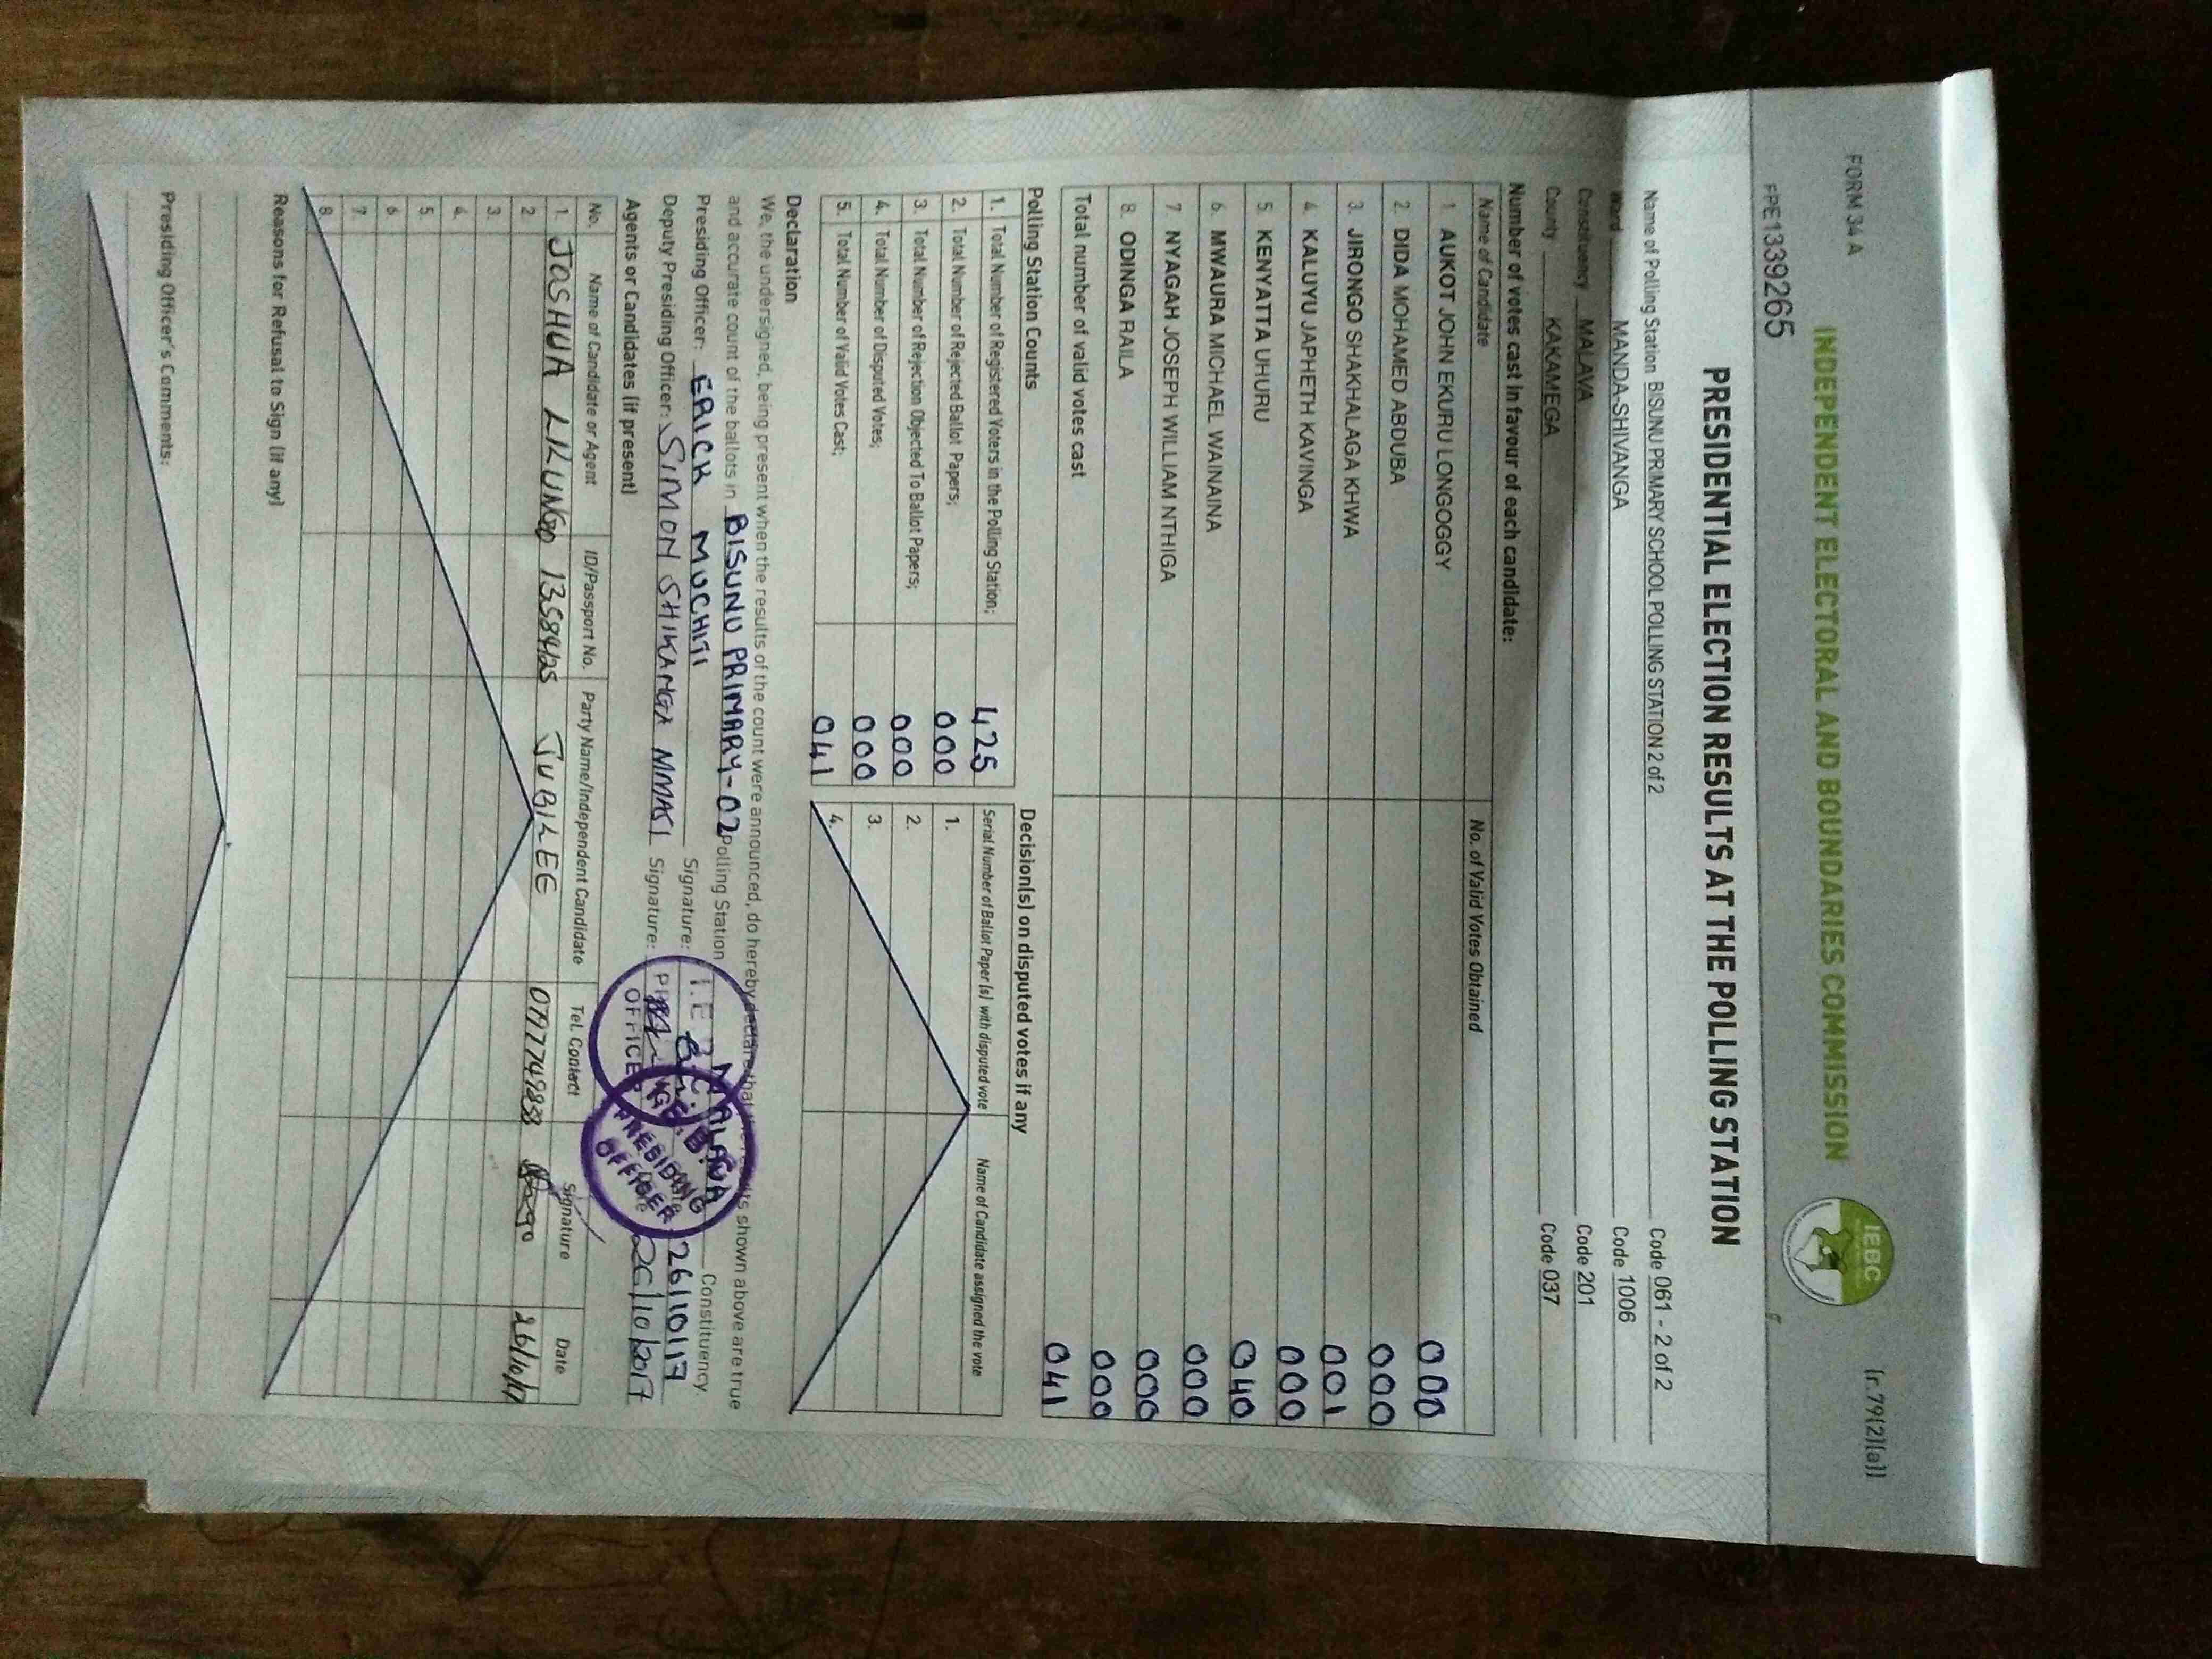 FORM 34 A
(r.79(2)(a))
INDEPENDENT ELECTORAL AND BOUNDARIES COMMISSION
IEBC
PPE1339265
PRESIDENTIAL ELECTION RESULTS AT THE POLLING STATION
Name of Polling Station BISUNU PRIMARY SCHOOL POLLING STATION 2 of 2 Code 061 - 2 of 2
Ward MANDA-SHIVANGA Code 1006
Constituency MALAVA Code 201
County KAKAMEGA Code 037
Number of votes cast in favour of each candidate:
Name of Candidate No. of Valid Votes Obtained
1. AUKOT JOHN EKURU LONGOGGY 000
2. DIDA MOHAMED ABDUBA 000
3. JIRONGO SHAKHALAGA KHWA 001
4. KALUYU JAPHETH KAVINGA 000
5. KENYATTA UHURU 040
6. MWAURA MICHAEL WAINAINA 000
7. NYAGAH JOSEPH WILLIAM NTHIGA 000
8. ODINGA RAILA 000
Total number of valid votes cast 041
Polling Station Counts
1. Total Number of Registered Voters in the Polling Station; 425
2. Total Number of Rejected Ballot Papers; 000
3. Total Number of Rejection Objected To Ballot Papers; 000
4. Total Number of Disputed Votes; 000
5. Total Number of Valid Votes Cast; 041
Decision(s) on disputed votes if any
Serial Number of Ballot Paper (s) with disputed vote Name of Candidate assigned the vote
1.
2.
3.
4.
Declaration
We, the undersigned, being present when the results of the count were announced, do hereby declare that the results shown above are true
and accurate count of the ballots in BISUNU PRIMARY-02 Polling Station MALAVA Constituency
Presiding Officer: ERICK MUCHITI Signature: 26/10/17
Deputy Presiding Officer: SIMON SHIKANGA MMASI Signature: 26/10/2017
PRESIDING
OFFICER
Agents or Candidates (if present)
No. Name of Candidate or Agent ID/Passport No. Party Name/Independent Candidate Tel. Contact Signature Date
1. JOSHUA LIKUNGO 13584125 JUBILEE 26/10/17
2.
3.
4.
5.
6.
7.
8.
Reasons for Refusal to Sign (if any)
Presiding Officer's Comments: